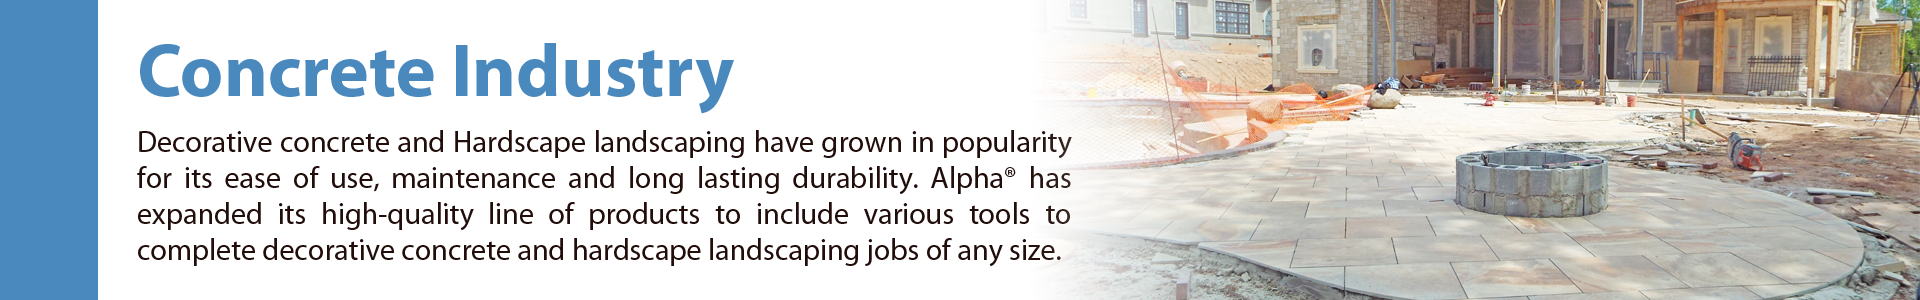 Concrete Industry
Decorative concrete and Hardscape landscaping have grown in popularity
for its ease of use, maintenance and long lasting durability. Alpha® has
expanded its high-quality line of products to include various tools to
complete decorative concrete and hardscape landscaping jobs of any size.